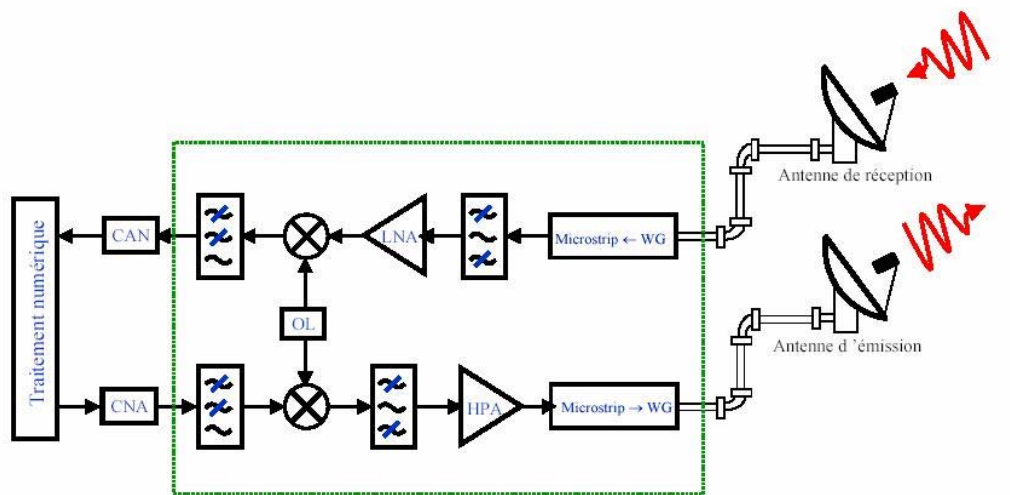 Antenne de réception
Traitement numérique
CAN
LNA
Microstrip ← WG
OL
Antenne d ’émission
CNA
HPA
Microstrip → WG